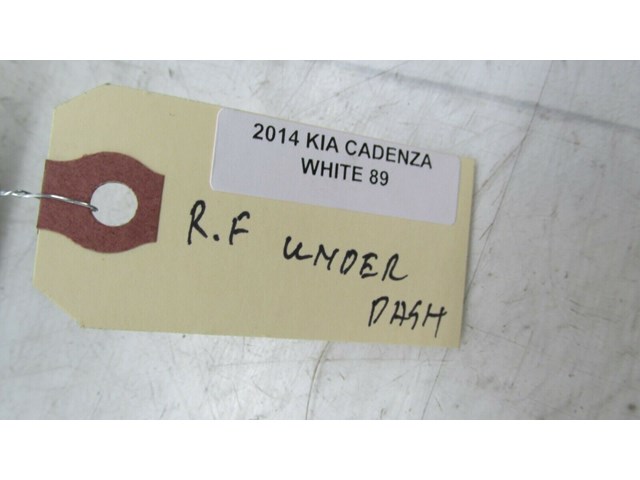 2014 KIA CADENZA
WHITE 89
R.F UNDER
DASH